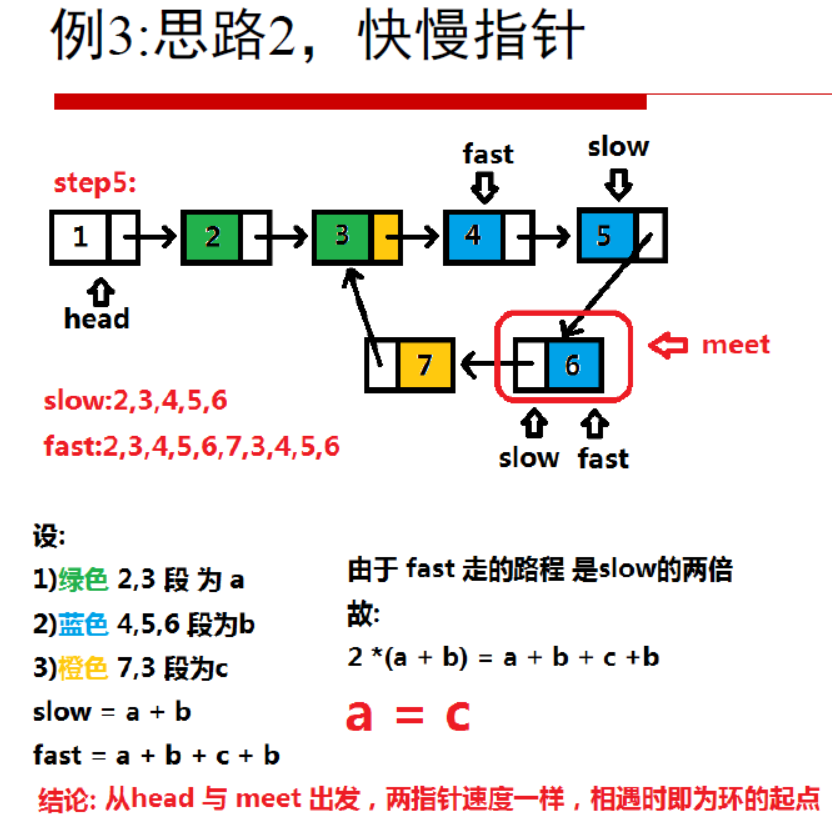 例3:思路2，快慢指针
step5:
fast
slow
1
2
3
4
5
head
7
6
meet
slow:2,3,4,5,6
fast:2,3,4,5,6,7,3,4,5,6
slow fast
设:
1)绿色 2,3 段 为 a
2)蓝色 4,5,6 段为b
3)橙色 7,3 段为c
slow = a + b
fast = a + b + c + b
由于 fast 走的路程 是slow的两倍
故:
2 *(a + b) = a + b + c +b
a = c
结论: 从head 与 meet 出发，两指针速度一样，相遇时即为环的起点